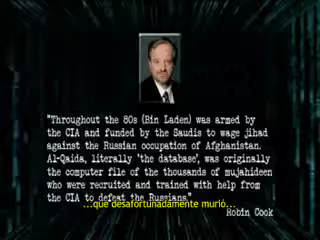 "Throughout the 80s (Bin Laden) was armed by
the CIA and funded by the Saudis to wage jihad
against the Russian occupation of Afghanistan.
Al-Qaida, literally 'the database', was originally
the computer file of the thousands of mujahideen
who were recruited and trained with help from
the CIA to defeat the Russians"
...que desafortunadamente murió...
Robin Cook